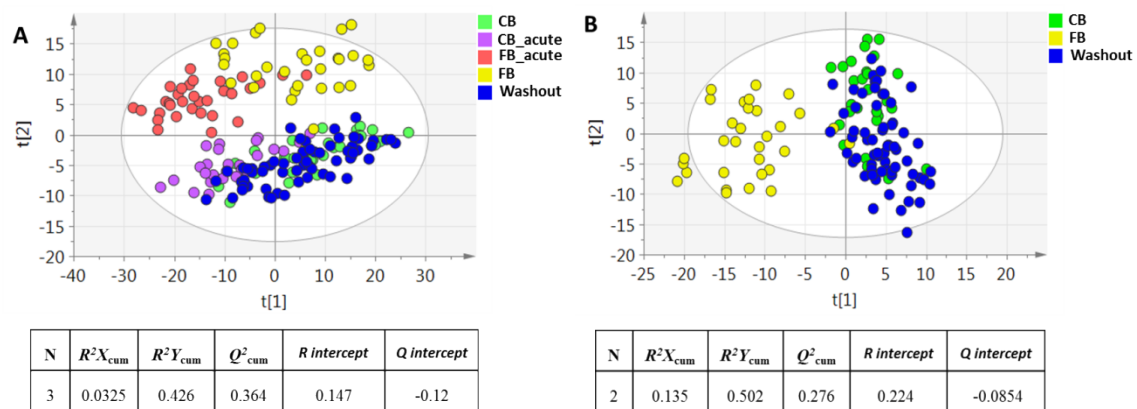 A
CB
CB_acute
FB_acute
FB
Washout
15
10
5
0
-5
-10
-15
-20
t[2]
-40 -30 -20 -10 0 10 20 30
t[1]
N R²Xcum R²Ycum Q²cum R intercept Q intercept
3 0.0325 0.426 0.364 0.147 -0.12
B
CB
FB
Washout
15
10
5
0
-5
-10
-15
-20
t[2]
-25 -20 -15 -10 -5 0 5 10 15 20
t[1]
N R²Xcum R²Ycum Q²cum R intercept Q intercept
2 0.135 0.502 0.276 0.224 -0.0854